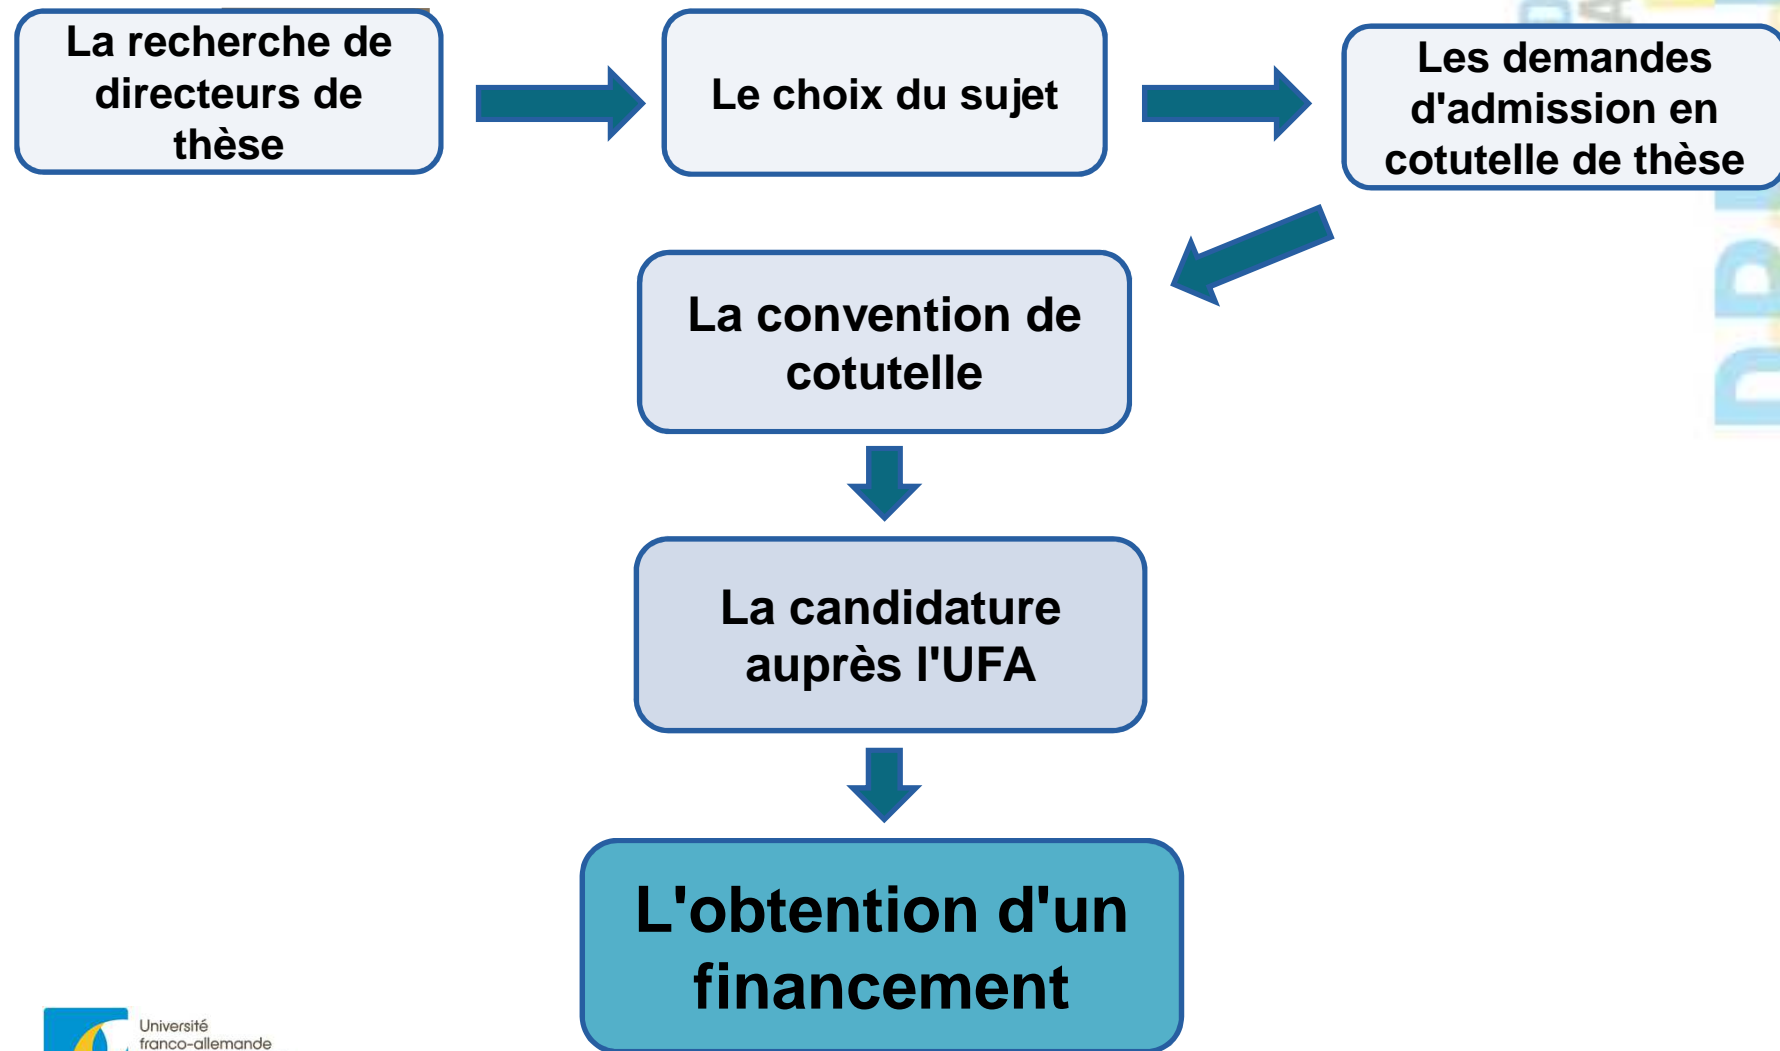 La recherche de
directeurs de
thèse
Le choix du sujet
Les demandes
d'admission en
cotutelle de thèse
La convention de
cotutelle
La candidature
auprès l'UFA
L'obtention d'un
financement
Université
franco-allemande